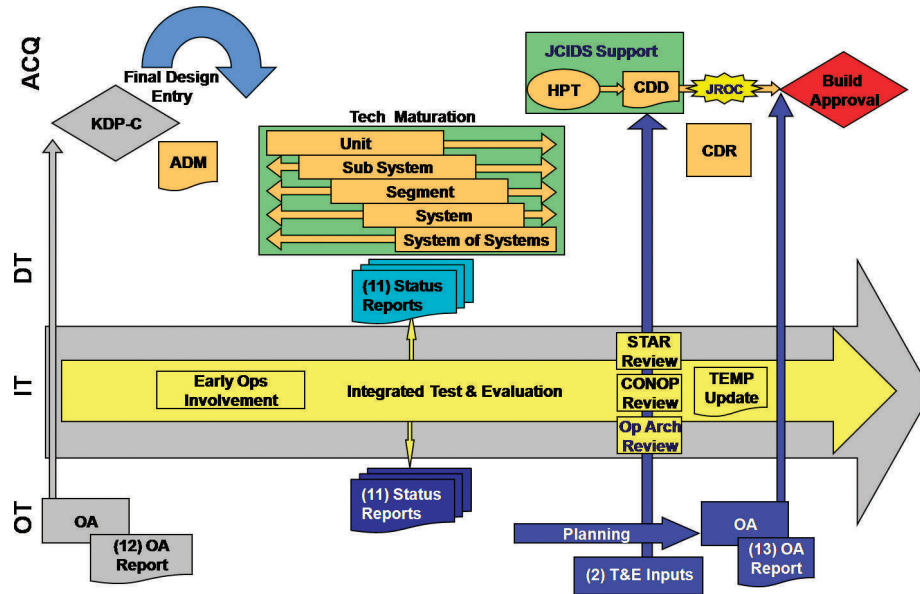 ACQ
Final Design
Entry
KDP-C
ADM
Tech Maturation
Unit
Sub System
Segment
System
System of Systems
JCIDS Support
HPT
CDD
JROC
Build
Approval
CDR
DT
(11) Status
Reports
IT
Early Ops
Involvement
Integrated Test & Evaluation
STAR
Review
CONOP
Review
Op Arch
Review
TEMP
Update
OT
OA
(12) OA
Report
(11) Status
Reports
Planning
(2) T&E Inputs
OA
(13) OA
Report